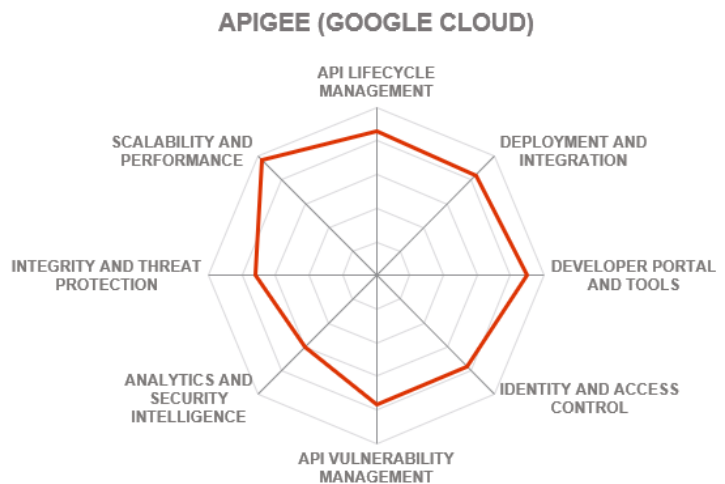 APIGEE (GOOGLE CLOUD)
API LIFECYCLE
MANAGEMENT
SCALABILITY AND
PERFORMANCE
DEPLOYMENT AND
INTEGRATION
INTEGRITY AND THREAT
PROTECTION
DEVELOPER PORTAL
AND TOOLS
ANALYTICS AND
SECURITY
INTELLIGENCE
IDENTITY AND ACCESS
CONTROL
API VULNERABILITY
MANAGEMENT